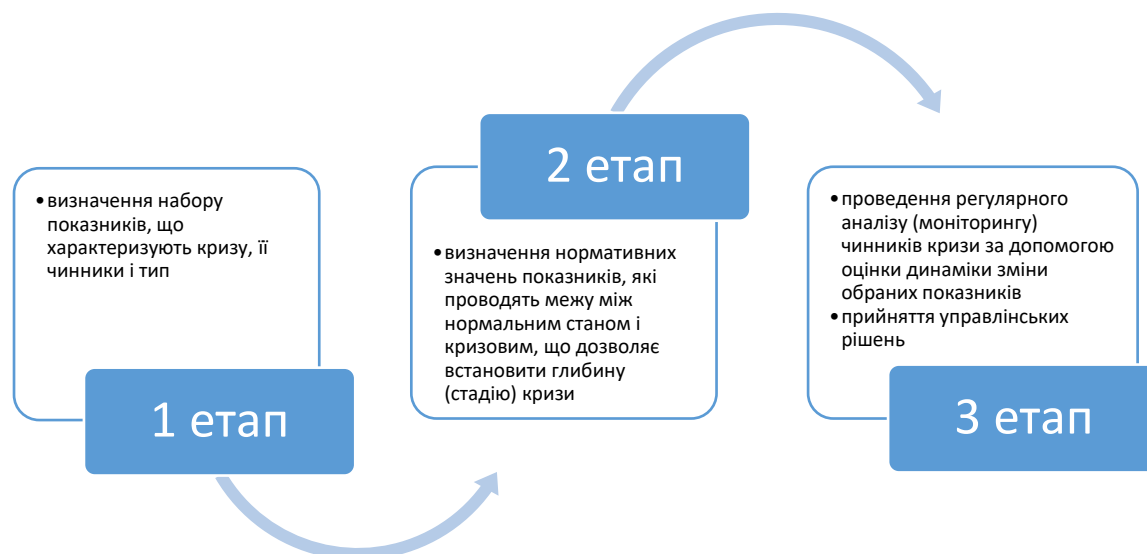 •визначення набору
показників, що
характеризують кризу, її
чинники і тип
1 етап
2 етап
•визначення нормативних
значень показників, які
проводять межу між
нормальним станом і
кризовим, що дозволяє
встановити глибину
(стадію) кризи
•проведення регулярного
аналізу (моніторингу)
чинників кризи за допомогою
оцінки динаміки зміни
обраних показників
•прийняття управлінських
рішень
3 етап